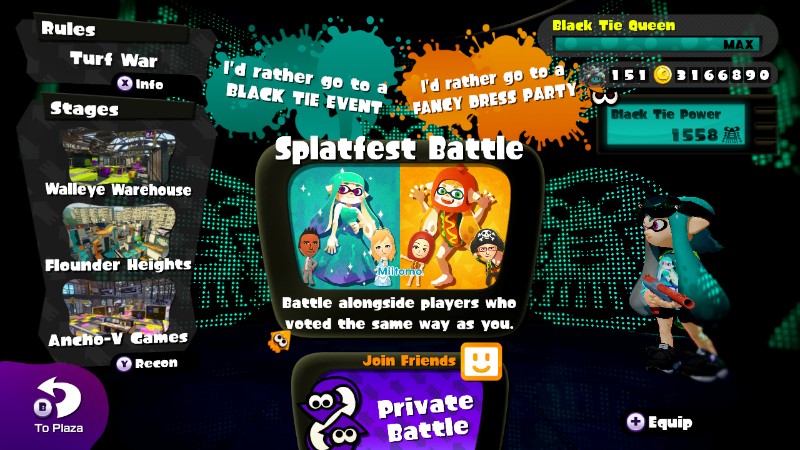 Rules
Turf War
X Info
Stages
Walleye Warehouse
Flounder Heights
Ancho-V Games
Y Recon
B
To Plaza
I'd rather go to a
BLACK TIE EVENT
I'd rather go to a
FANCY DRESS PARTY
Splatfest Battle
Miitomo
Battle alongside players who
voted the same way as you.
Join Friends
Private
Battle
Black Tie Queen
MAX
151 3166890
Black Tie Power
1558
+ Equip